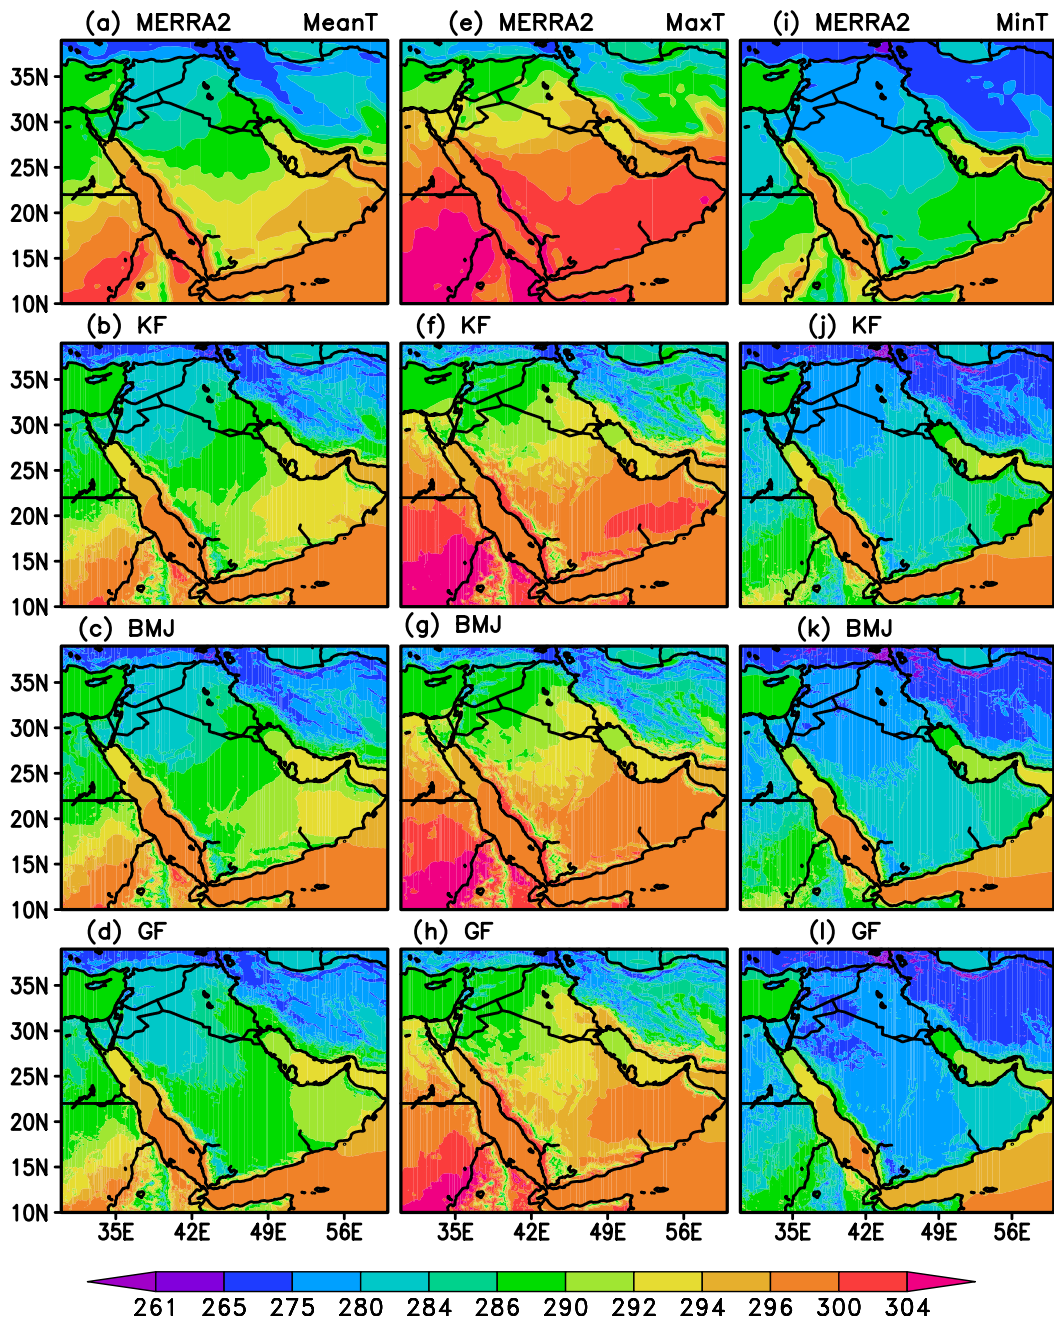 (a) MERRA2 MeanT (e) MERRA2 MaxT (i) MERRA2 MinT
35N
30N
25N
20N
15N
10N
(b) KF (f) KF (j) KF
35N
30N
25N
20N
15N
10N
(c) BMJ (g) BMJ (k) BMJ
35N
30N
25N
20N
15N
10N
(d) GF (h) GF (l) GF
35N
30N
25N
20N
15N
10N
35E 42E 49E 56E 35E 42E 49E 56E 35E 42E 49E 56E
261 265 275 280 284 286 290 292 294 296 300 304